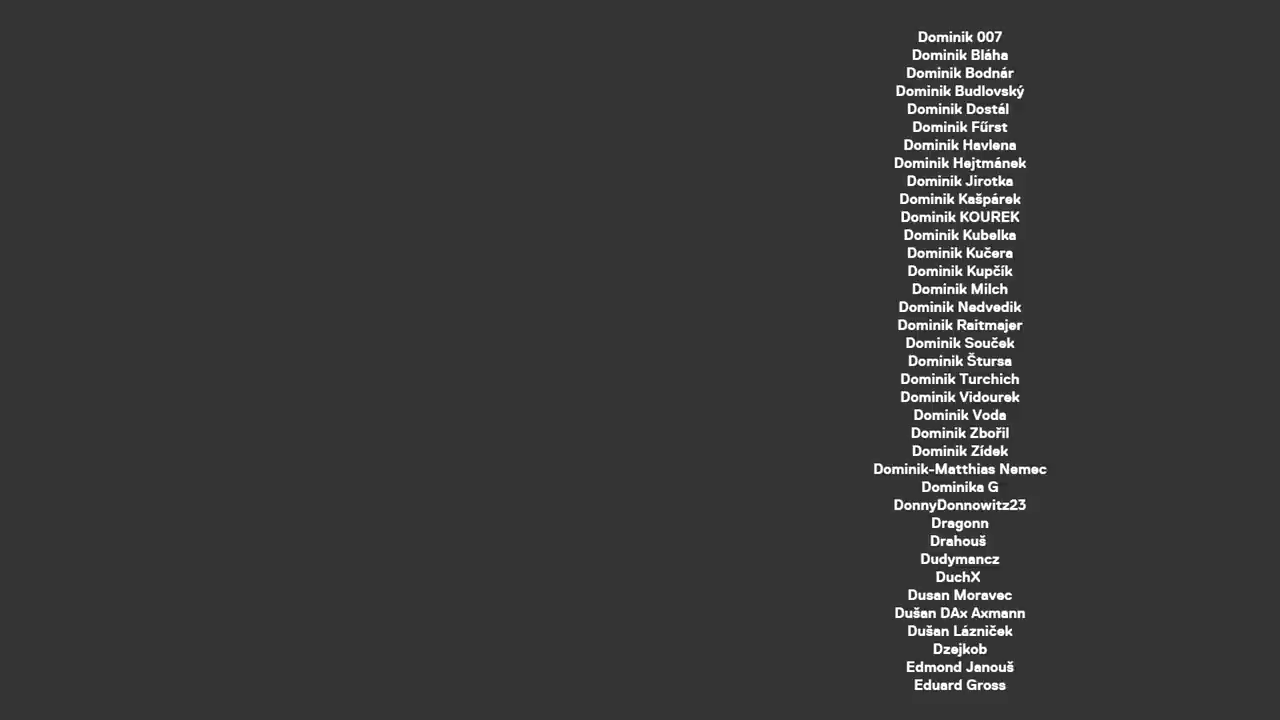 Dominik 007
Dominik Bláha
Dominik Bodnár
Dominik Budlovský
Dominik Dostál
Dominik Fűrst
Dominik Havlena
Dominik Hejtmánek
Dominik Jirotka
Dominik Kašpárek
Dominik KOUREK
Dominik Kubelka
Dominik Kučera
Dominik Kupčík
Dominik Milch
Dominik Nedvedik
Dominik Raitmajer
Dominik Souček
Dominik Štursa
Dominik Turchich
Dominik Vidourek
Dominik Voda
Dominik Zbořil
Dominik Zídek
Dominik-Matthias Nemec
Dominika G
DonnyDonnowitz23
Dragonn
Drahouš
Dudymancz
DuchX
Dusan Moravec
Dušan DAx Axmann
Dušan Lázniček
Dzejkob
Edmond Janouš
Eduard Gross